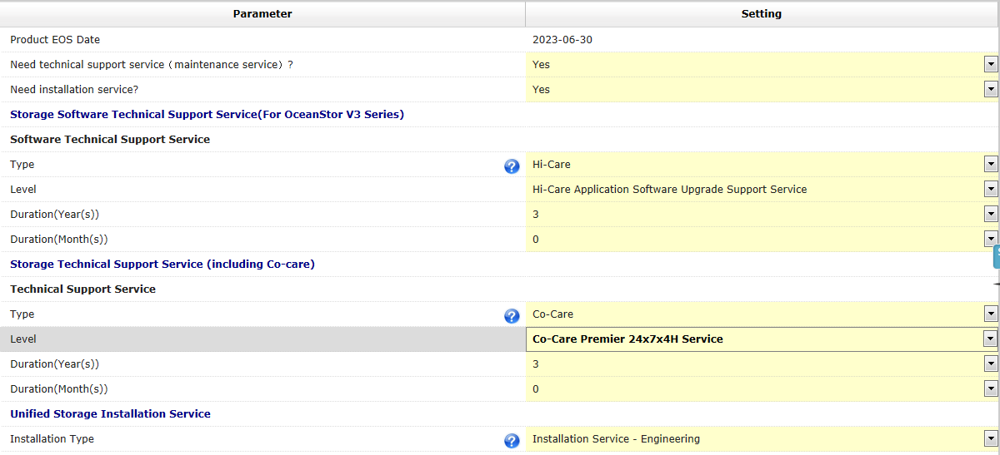 Parameter Setting
Product EOS Date 2023-06-30
Need technical support service（maintenance service）? Yes
Need installation service? Yes
Storage Software Technical Support Service(For OceanStor V3 Series)
Software Technical Support Service
Type ? Hi-Care
Level Hi-Care Application Software Upgrade Support Service
Duration(Year(s)) 3
Duration(Month(s)) 0
Storage Technical Support Service (including Co-care)
Technical Support Service
Type ? Co-Care
Level Co-Care Premier 24x7x4H Service
Duration(Year(s)) 3
Duration(Month(s)) 0
Unified Storage Installation Service
Installation Type ? Installation Service - Engineering